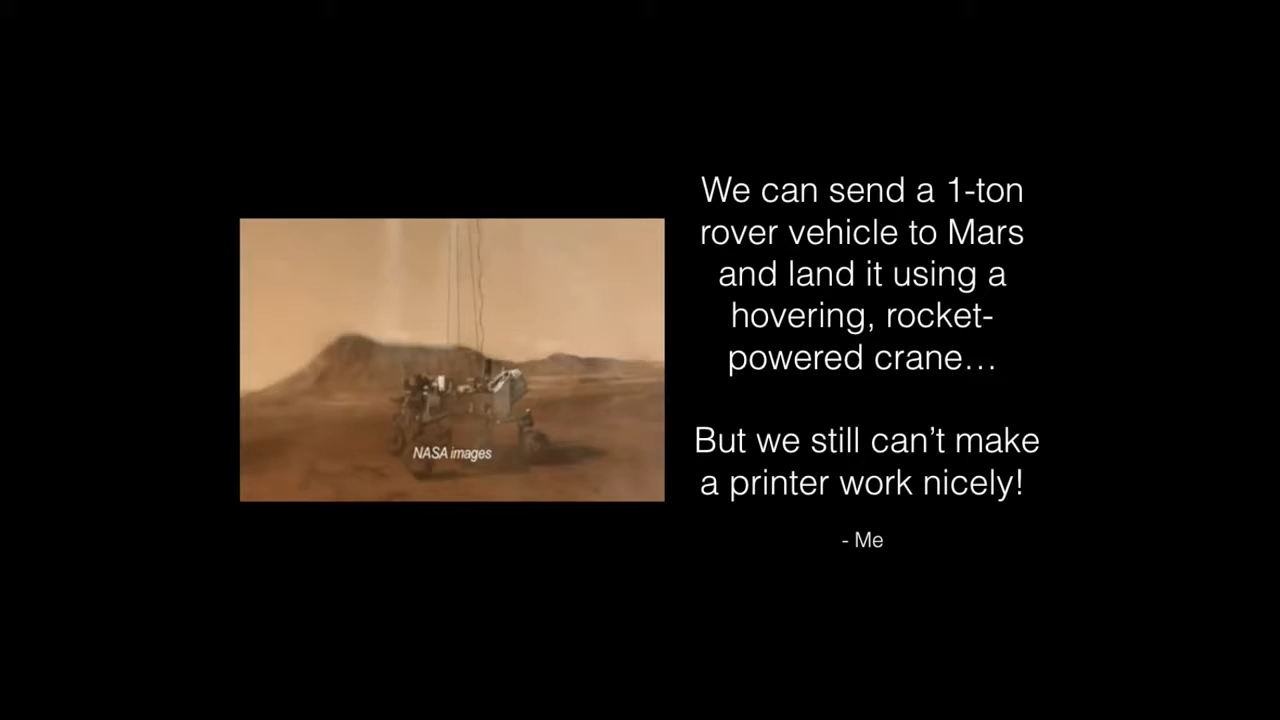 NASA images
We can send a 1-ton
rover vehicle to Mars
and land it using a
hovering, rocket-
powered crane…
But we still can’t make
a printer work nicely!
- Me